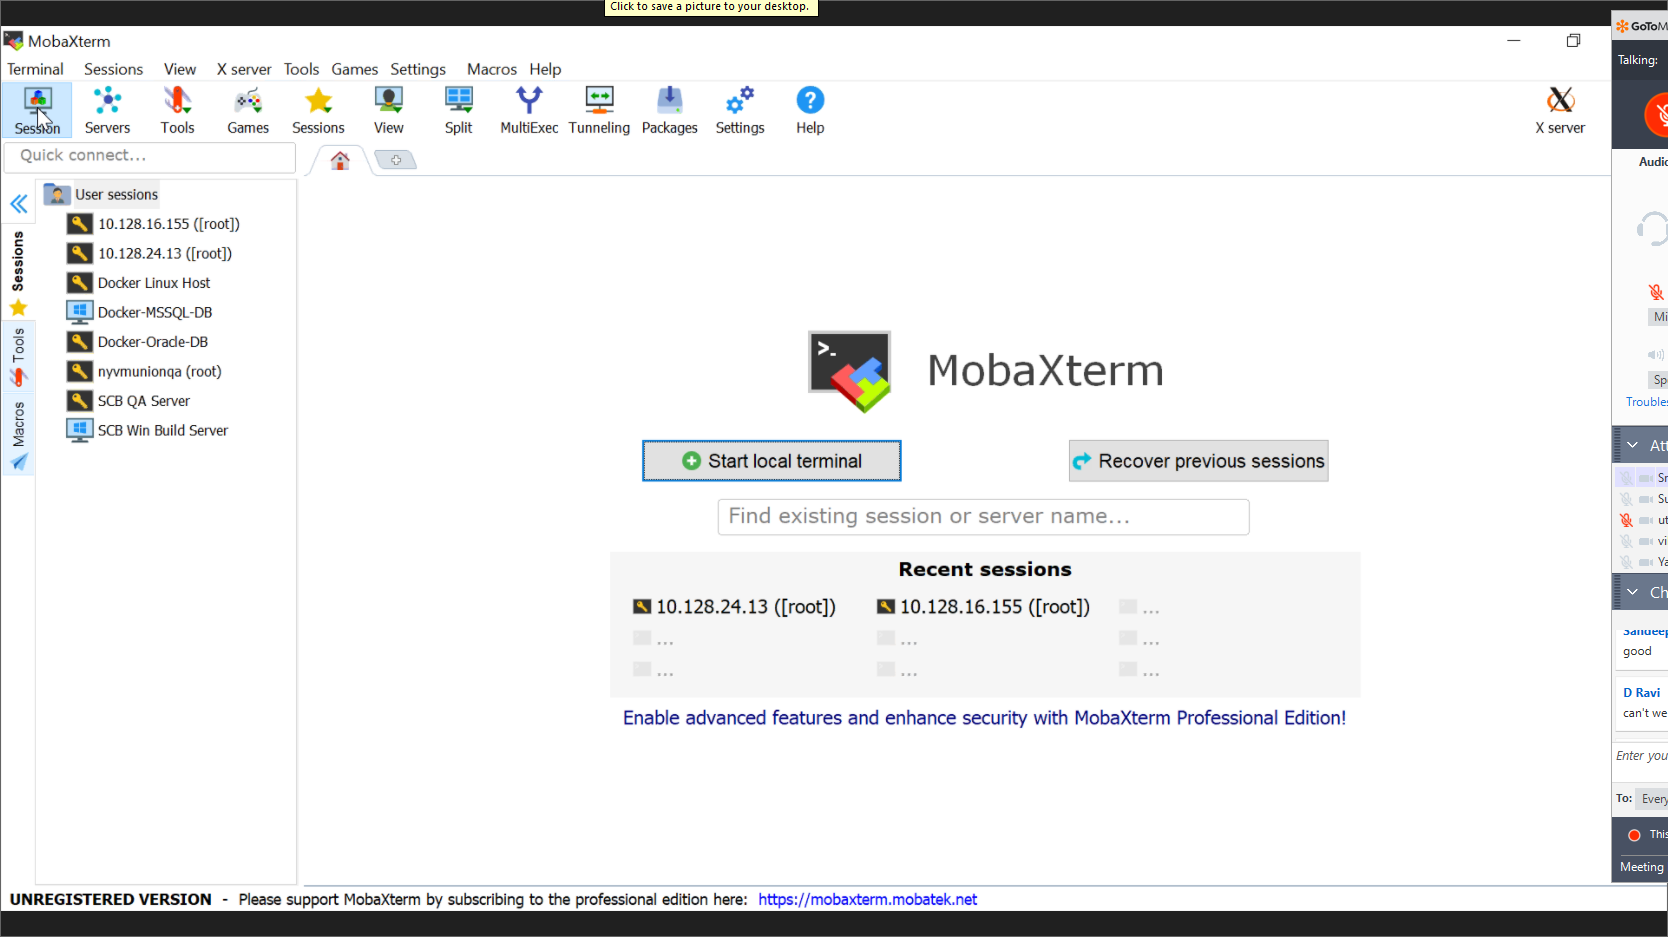 Click to save a picture to your desktop.
MobaXterm
Terminal Sessions View X server Tools Games Settings Macros Help
Session Servers Tools Games Sessions View Split MultiExec Tunneling Packages Settings Help X server
Quick connect...
User sessions
10.128.16.155 ([root])
10.128.24.13 ([root])
Docker Linux Host
Docker-MSSQL-DB
Docker-Oracle-DB
nyvmunionqa (root)
SCB QA Server
SCB Win Build Server
Sessions
Tools
Macros
>_
MobaXterm
Start local terminal
Recover previous sessions
Find existing session or server name...
Recent sessions
10.128.24.13 ([root]) 10.128.16.155 ([root]) ...
... ... ...
... ... ...
Enable advanced features and enhance security with MobaXterm Professional Edition!
UNREGISTERED VERSION - Please support MobaXterm by subscribing to the professional edition here: https://mobaxterm.mobatek.net
GoToM
Talking:
Audio
Mi
Sp
Troubles
Att
Sr
Su
ut
vi
Ya
Ch
Sandeep
good
D Ravi
can't we
Enter you
To: Every
This
Meeting